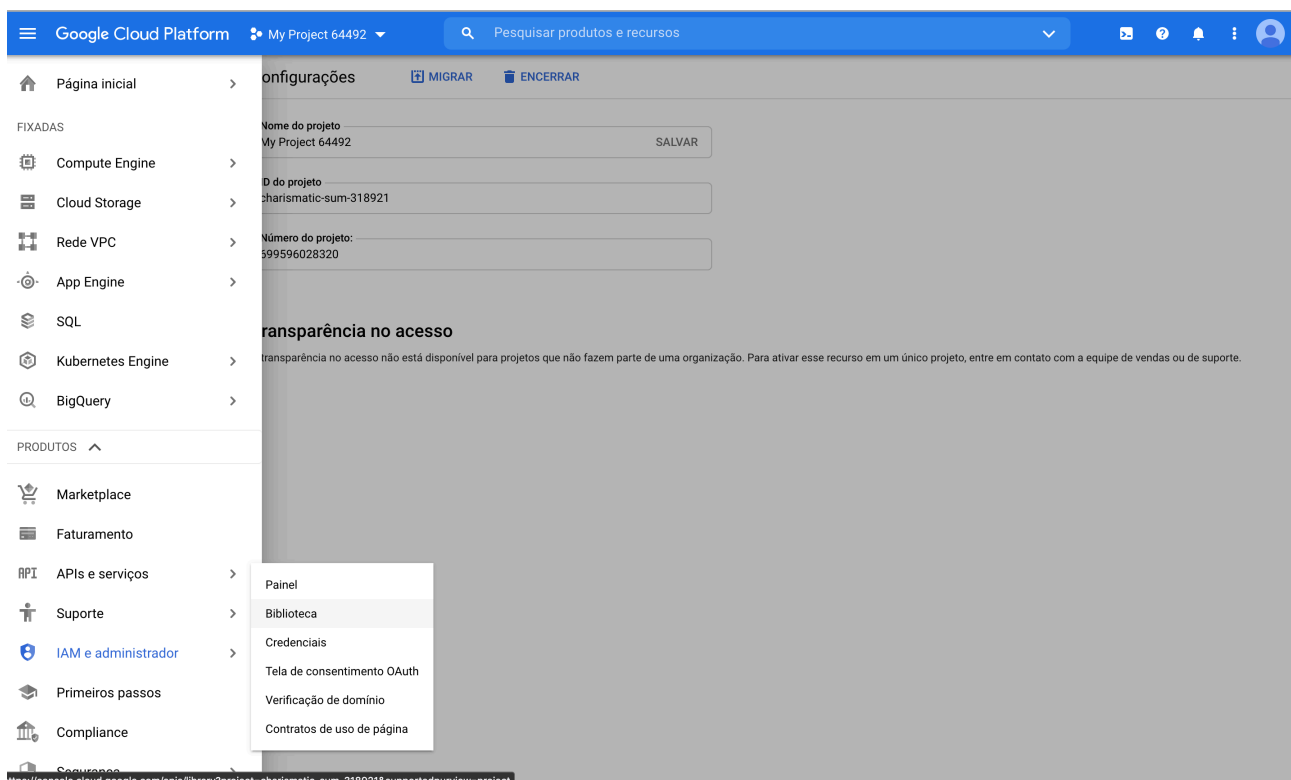 Google Cloud Platform My Project 64492 Pesquisar produtos e recursos
Página inicial
FIXADAS
Compute Engine
Cloud Storage
Rede VPC
App Engine
SQL
Kubernetes Engine
BigQuery
PRODUTOS
Marketplace
Faturamento
API APIs e serviços
Suporte
IAM e administrador
Primeiros passos
Compliance
Segurança
Painel
Biblioteca
Credenciais
Tela de consentimento OAuth
Verificação de domínio
Contratos de uso de página
onfigurações MIGRAR ENCERRAR
Nome do projeto
My Project 64492 SALVAR
ID do projeto
charismatic-sum-318921
Número do projeto:
699596028320
ransparência no acesso
transparência no acesso não está disponível para projetos que não fazem parte de uma organização. Para ativar esse recurso em um único projeto, entre em contato com a equipe de vendas ou de suporte.